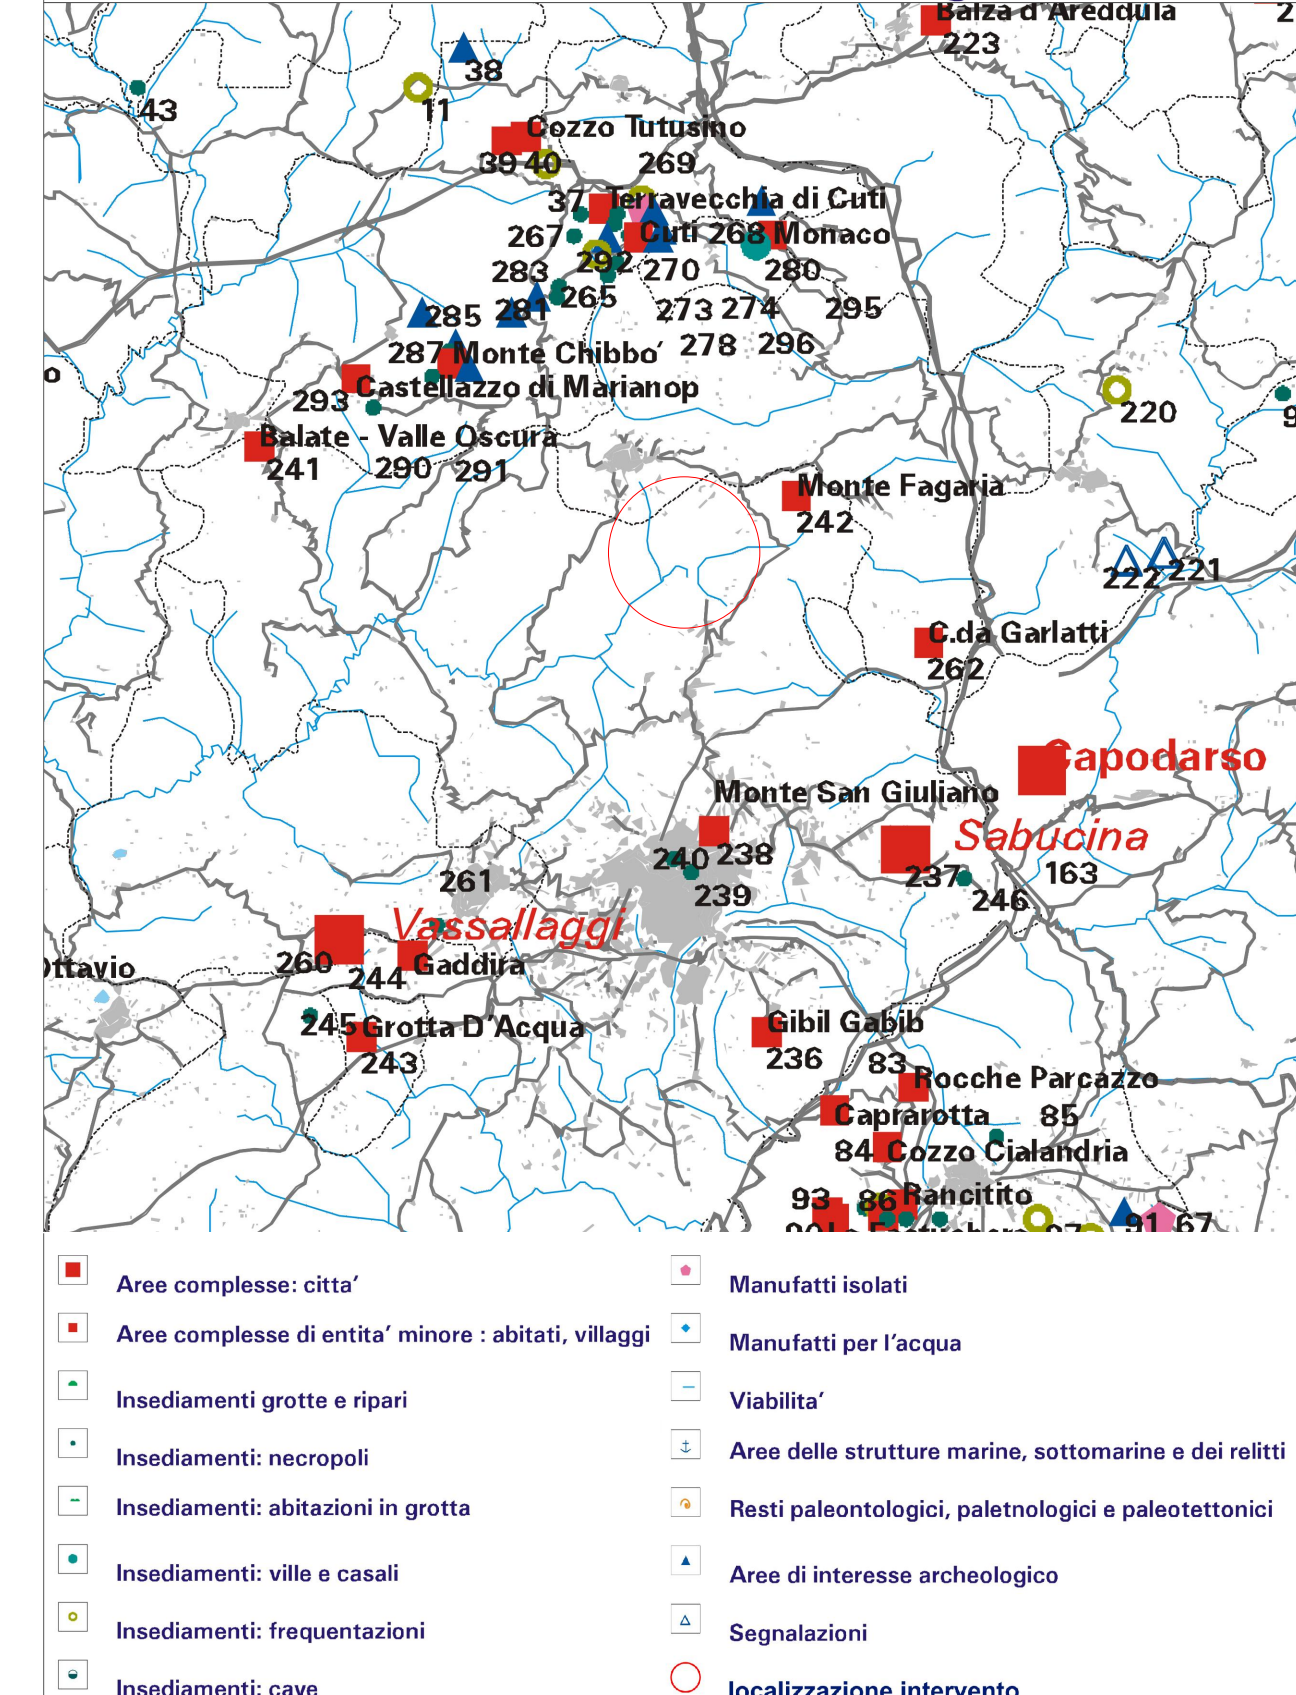 Balza d'Areddula
2
223
38
43
11
Cozzo Tutusino
39 40
269
37 Terravecchia di Cuti
267
Cuti 268 Monaco
283 292 270 280
265
285 281
273 274 295
287 Monte Chibbo'
278 296
o
293 Castellazzo di Marianop
220
9
Balate - Valle Oscura
241 290 291
Monte Fagaria
242
222 221
C.da Garlatti
262
Capodarso
Monte San Giuliano
Sabucina
240 238
237 163
261
239
246
Vassallaggi
ttavio
260 244 Gaddira
245 Grotta D'Acqua
243
Gibil Gabib
236 83
Rocche Parcazzo
Caprarotta 85
84 Cozzo Cialandria
93 86 Rancitito
91 67
Aree complesse: citta'
Aree complesse di entita' minore : abitati, villaggi
Insediamenti grotte e ripari
Insediamenti: necropoli
Insediamenti: abitazioni in grotta
Insediamenti: ville e casali
Insediamenti: frequentazioni
Insediamenti: cave
Manufatti isolati
Manufatti per l'acqua
Viabilita'
Aree delle strutture marine, sottomarine e dei relitti
Resti paleontologici, paletnologici e paleotettonici
Aree di interesse archeologico
Segnalazioni
localizzazione intervento